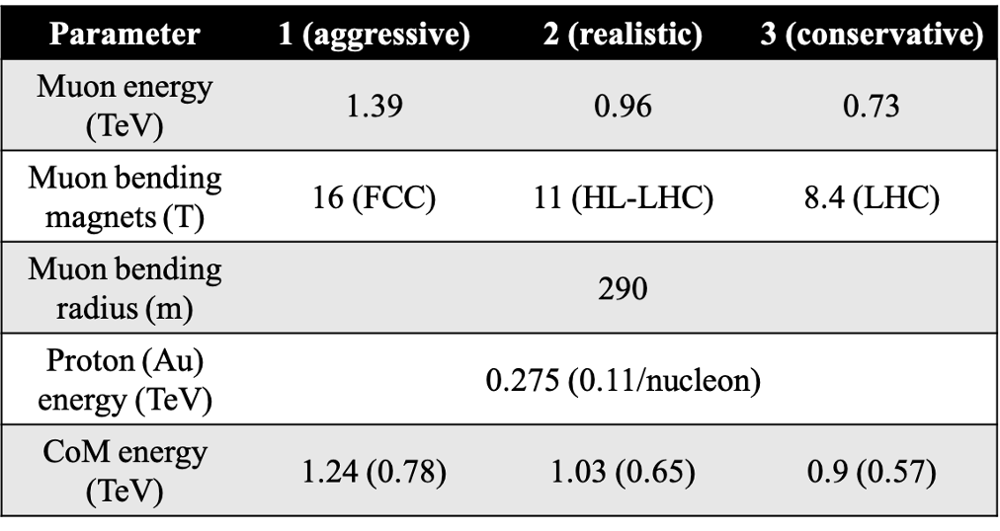 Parameter 1 (aggressive) 2 (realistic) 3 (conservative)
Muon energy
(TeV) 1.39 0.96 0.73
Muon bending
magnets (T) 16 (FCC) 11 (HL-LHC) 8.4 (LHC)
Muon bending
radius (m) 290
Proton (Au)
energy (TeV) 0.275 (0.11/nucleon)
CoM energy
(TeV) 1.24 (0.78) 1.03 (0.65) 0.9 (0.57)